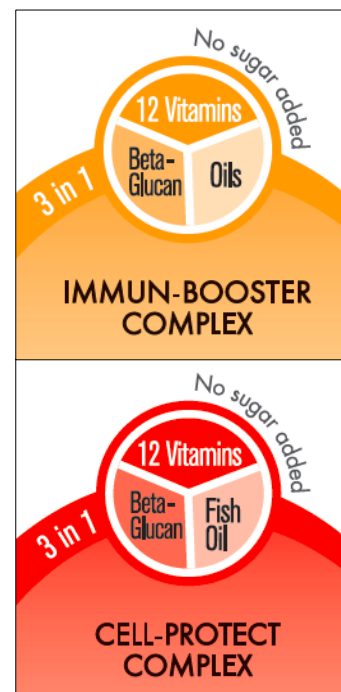 No sugar added
12 Vitamins
Beta-
Glucan
Oils
3 in 1
IMMUN-BOOSTER
COMPLEX
No sugar added
12 Vitamins
Beta-
Glucan
Fish
Oil
3 in 1
CELL-PROTECT
COMPLEX